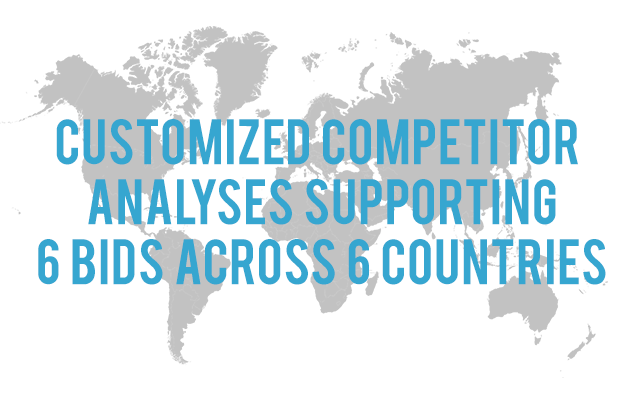 CUSTOMIZED COMPETITOR
ANALYSES SUPPORTING
6 BIDS ACROSS 6 COUNTRIES